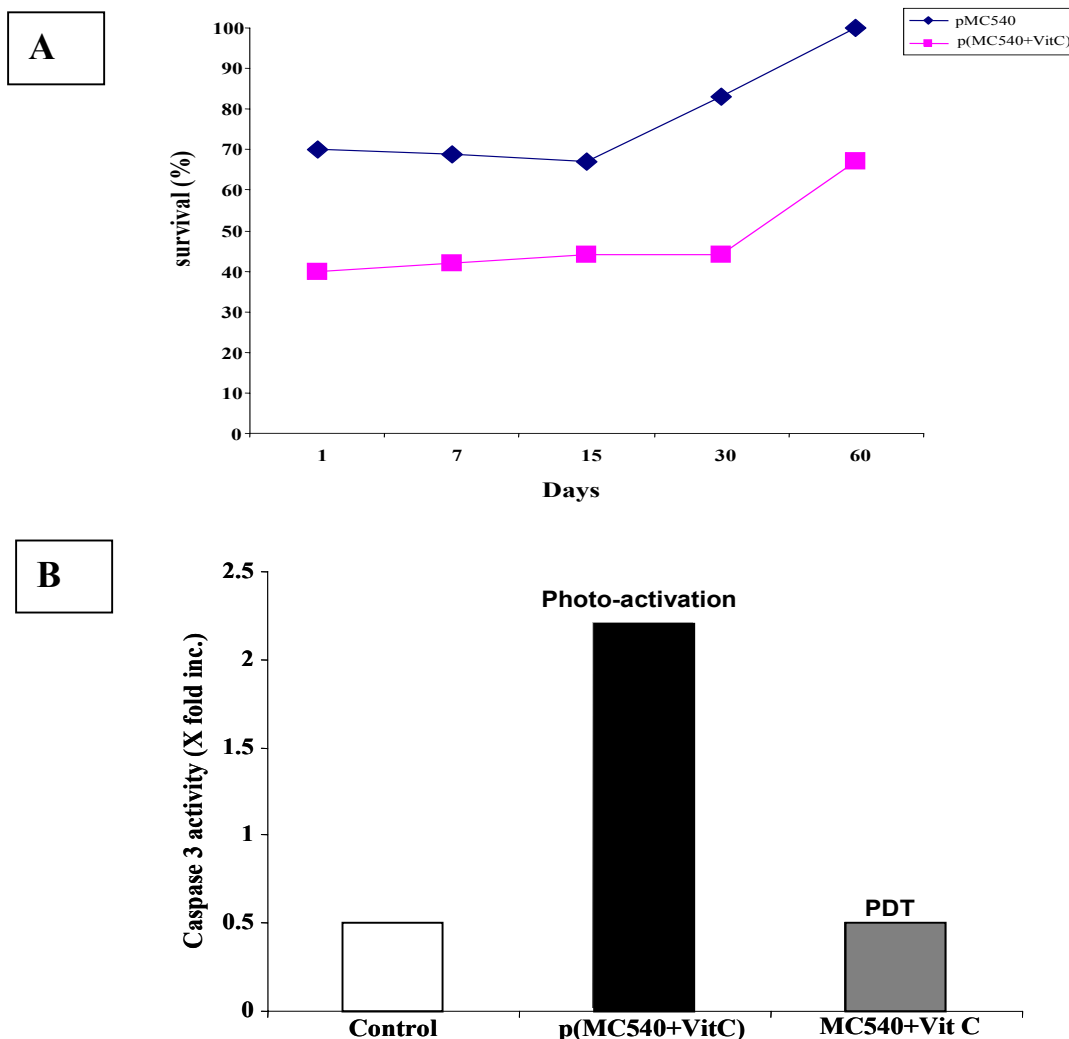 A
pMC540
p(MC540+VitC)
100
90
80
70
60
50
40
30
20
10
0
survival (%)
1 7 15 30 60
Days
B
2.5
2
1.5
1
0.5
0
Caspase 3 activity (X fold inc.)
Photo-activation
PDT
Control p(MC540+VitC) MC540+Vit C